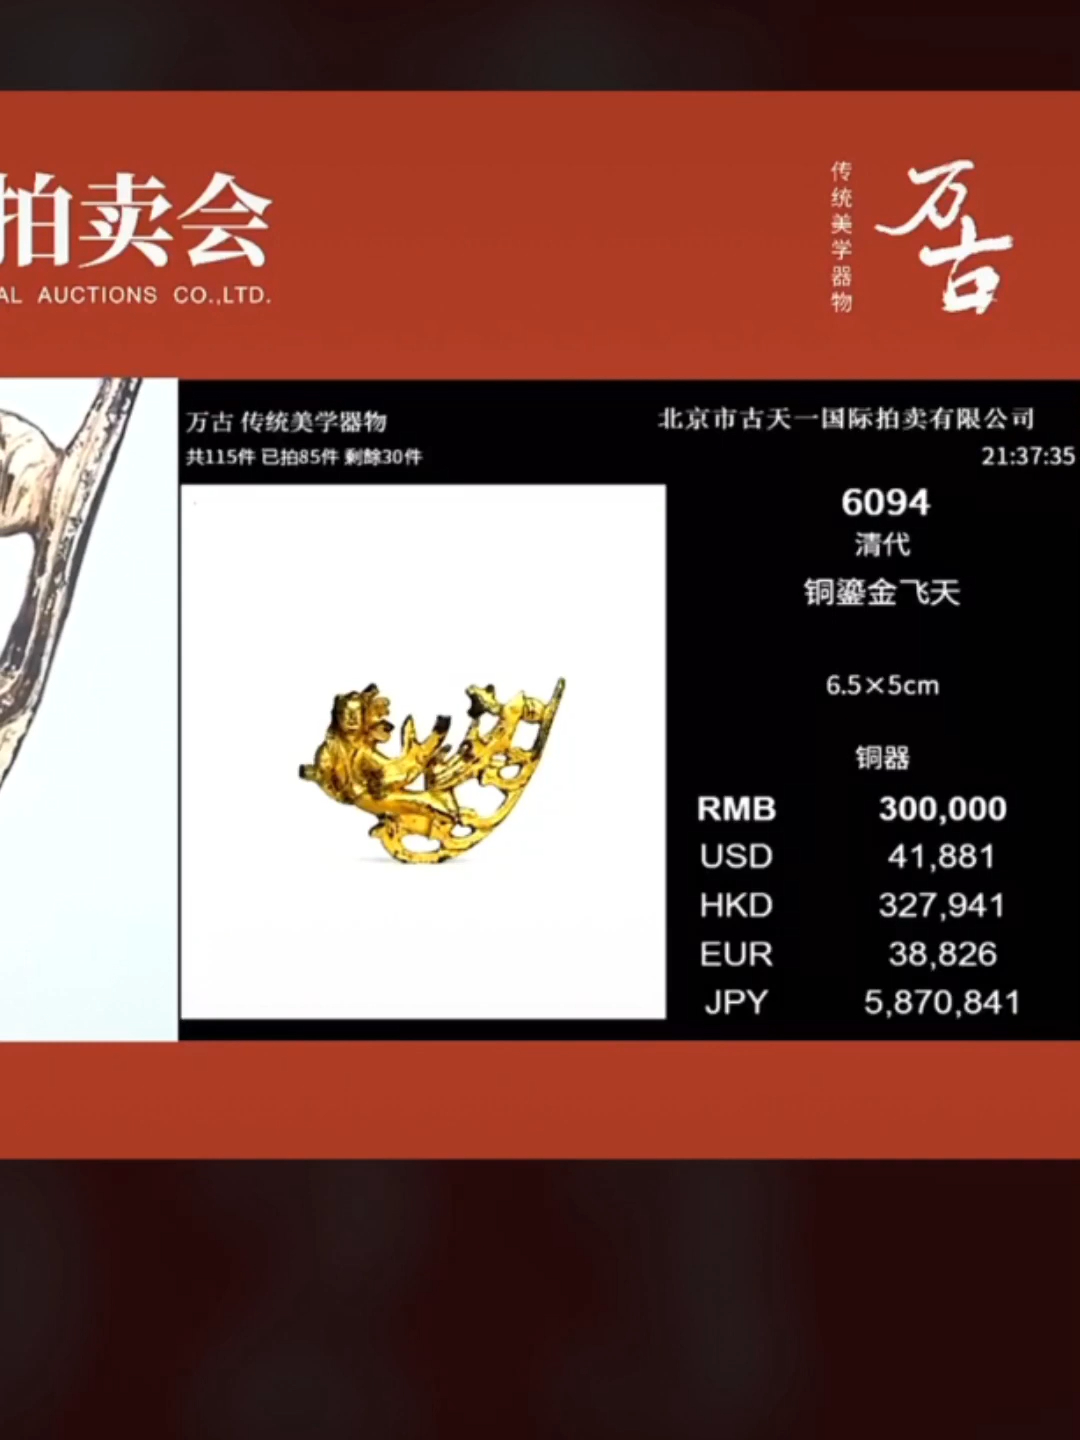 拍卖会
AL AUCTIONS CO.,LTD.
传统美学器物
万古
万古 传统美学器物
北京市古天一国际拍卖有限公司
共115件 已拍85件 剩余30件
21:37:35
6094
清代
铜鎏金飞天
6.5×5cm
铜器
RMB 300,000
USD 41,881
HKD 327,941
EUR 38,826
JPY 5,870,841